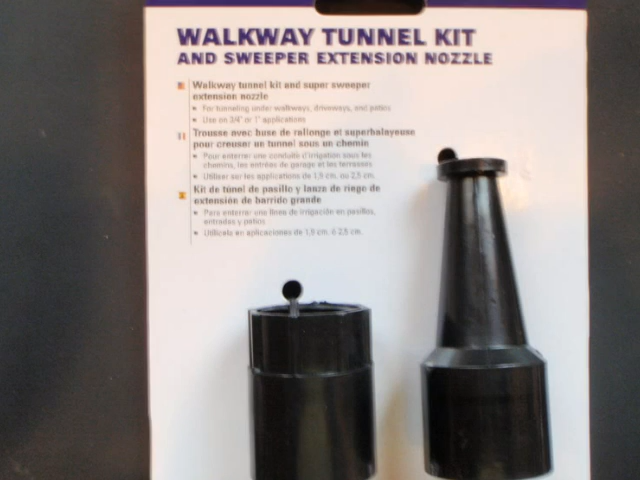 WALKWAY TUNNEL KIT
AND SWEEPER EXTENSION NOZZLE
Walkway tunnel kit and super sweeper
extension nozzle
• For tunneling under walkways, driveways, and patios
• Use on 3/4" or 1" applications
Trousse avec buse de rallonge et superbalayeuse
pour creuser un tunnel sous un chemin
• Pour enterrer une conduite d'irrigation sous les
chemins, les entrées de garage et les terrasses
• Utiliser sur les applications de 1,9 cm. ou 2,5 cm.
Kit de túnel de pasillo y lanza de riego de
extensión de barrido grande
• Para enterrar una línea de irrigación en pasillos,
entradas y patios
• Utilícelo en aplicaciones de 1,9 cm. ó 2,5 cm.